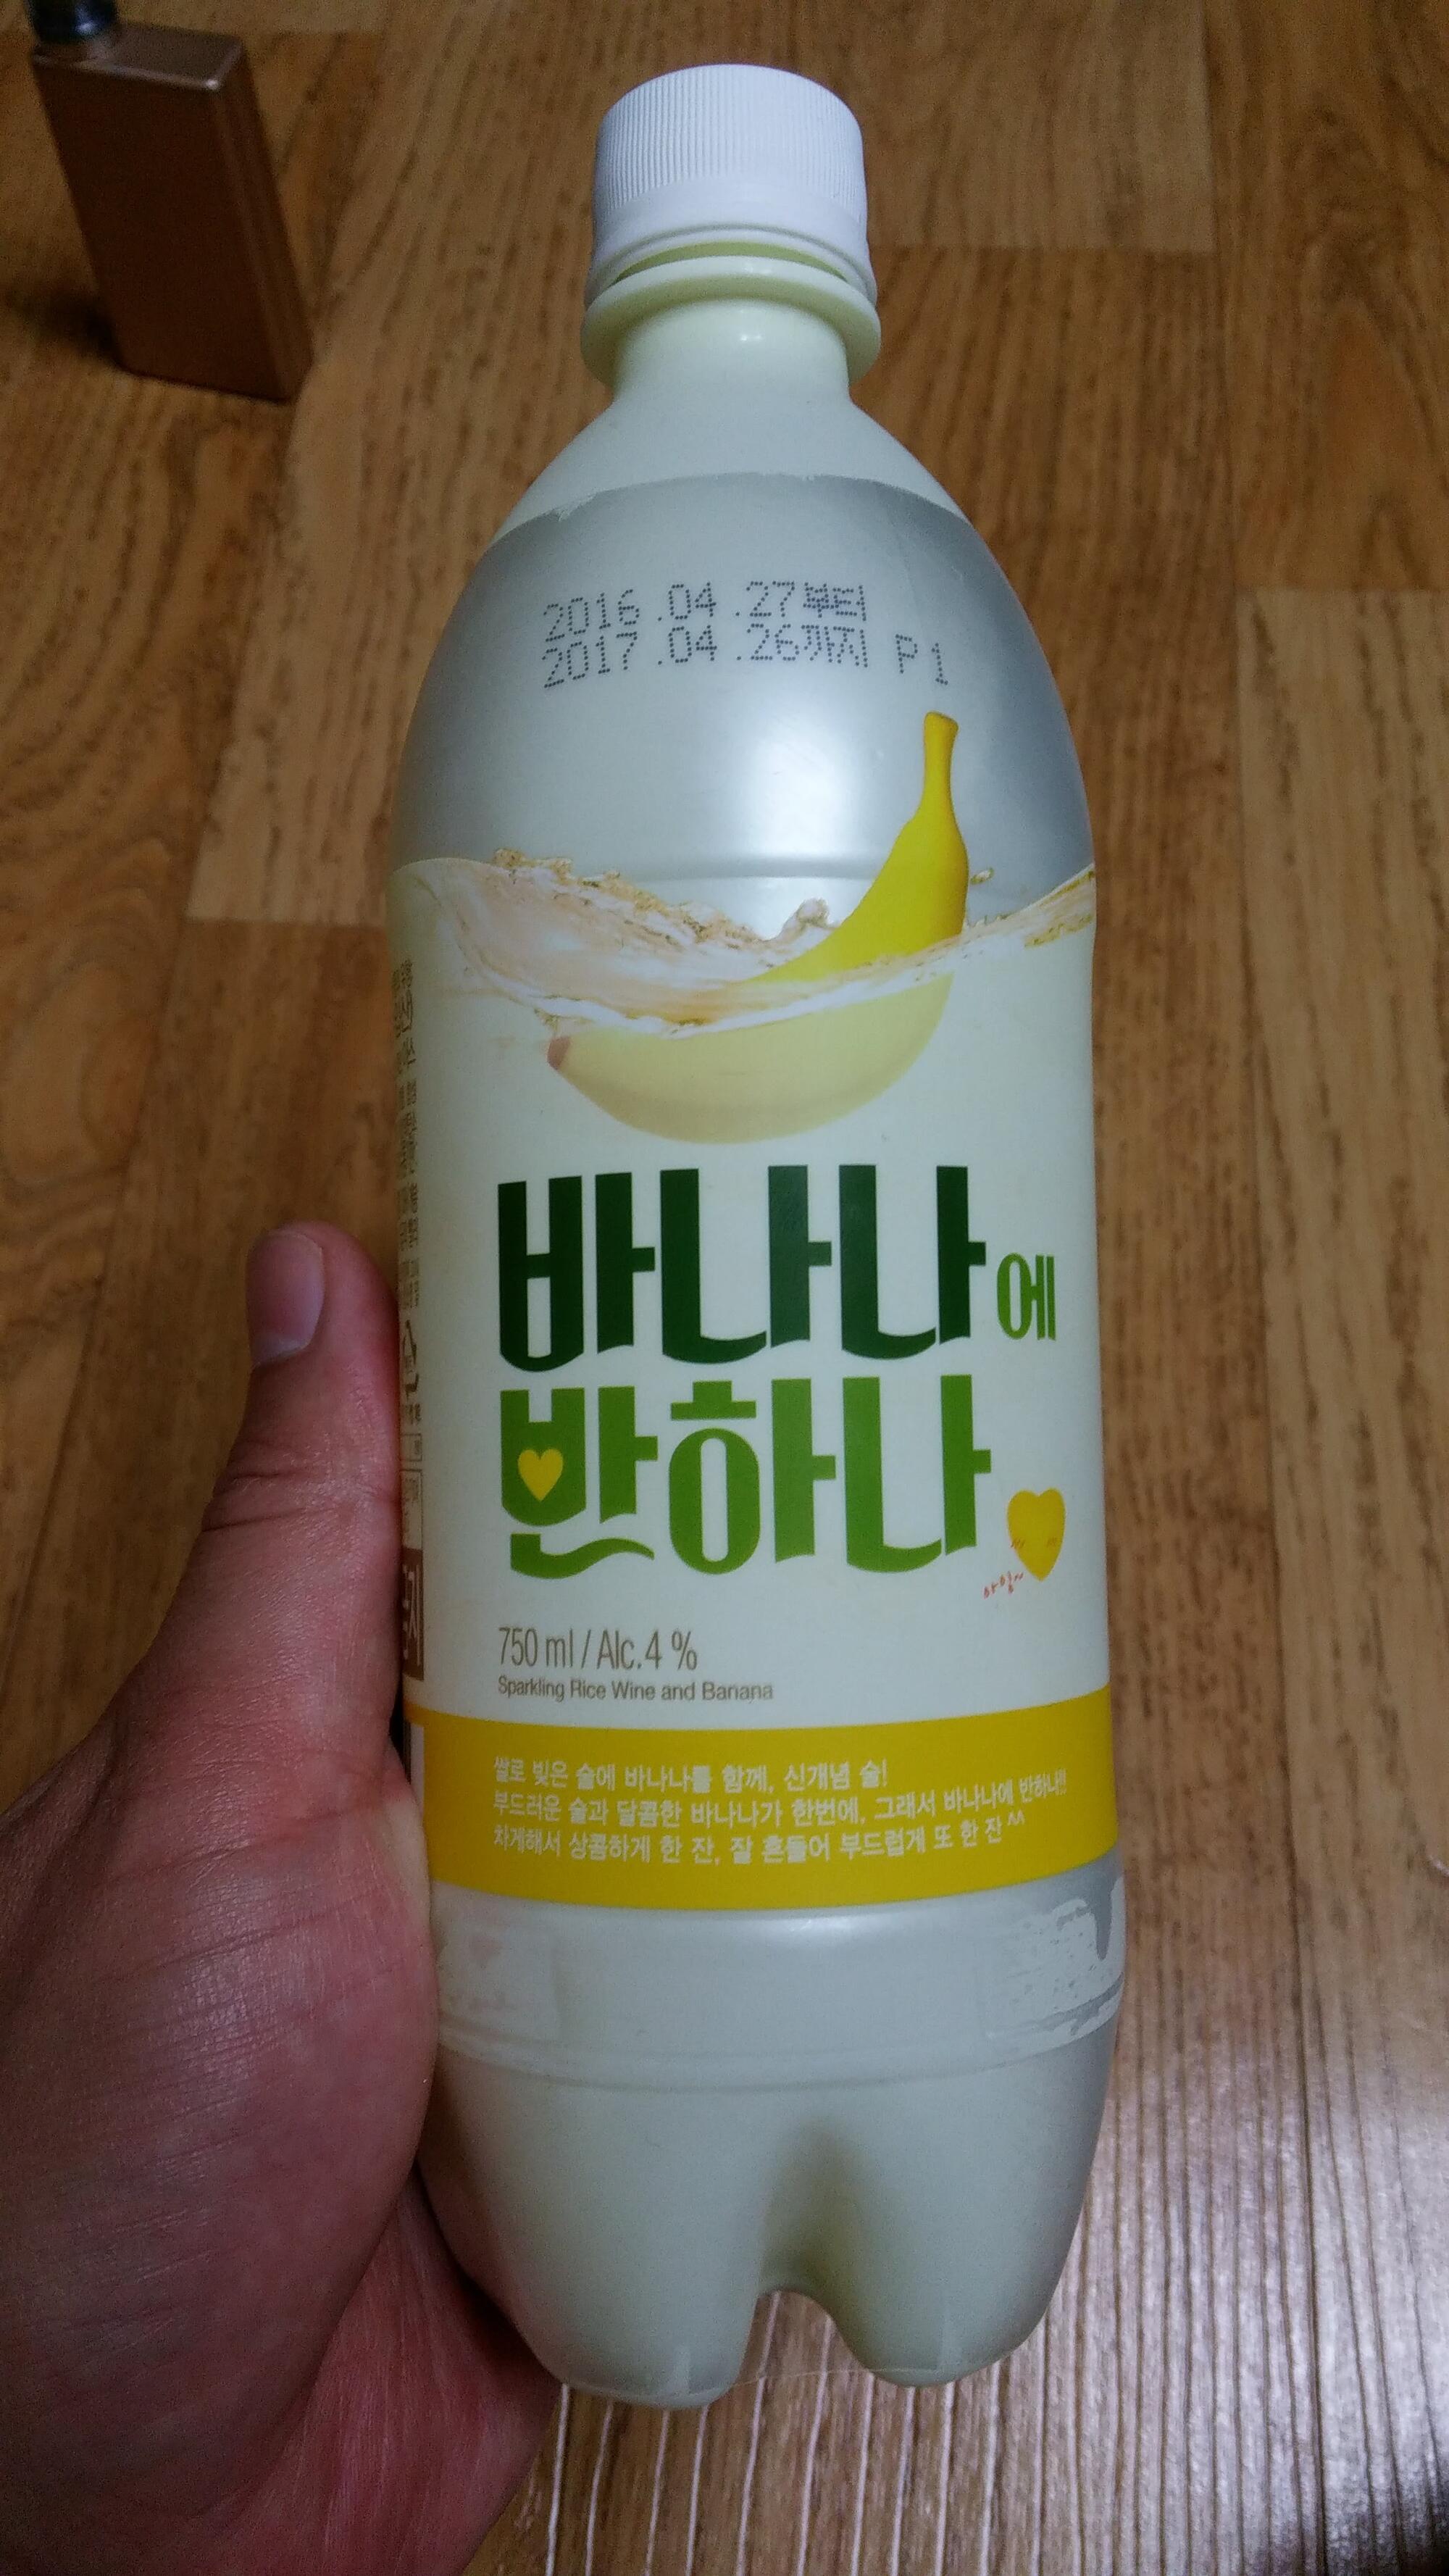 2016.04.27부터
2017.04.26까지 P1
바나나에
반하나
아잉~
750 ml / Alc.4 %
Sparkling Rice Wine and Banana
쌀로 빚은 술에 바나나를 함께, 신개념 술!
부드러운 술과 달콤한 바나나가 한번에, 그래서 바나나에 반하나!!
차게해서 상콤하게 한 잔, 잘 흔들어 부드럽게 또 한 잔^^